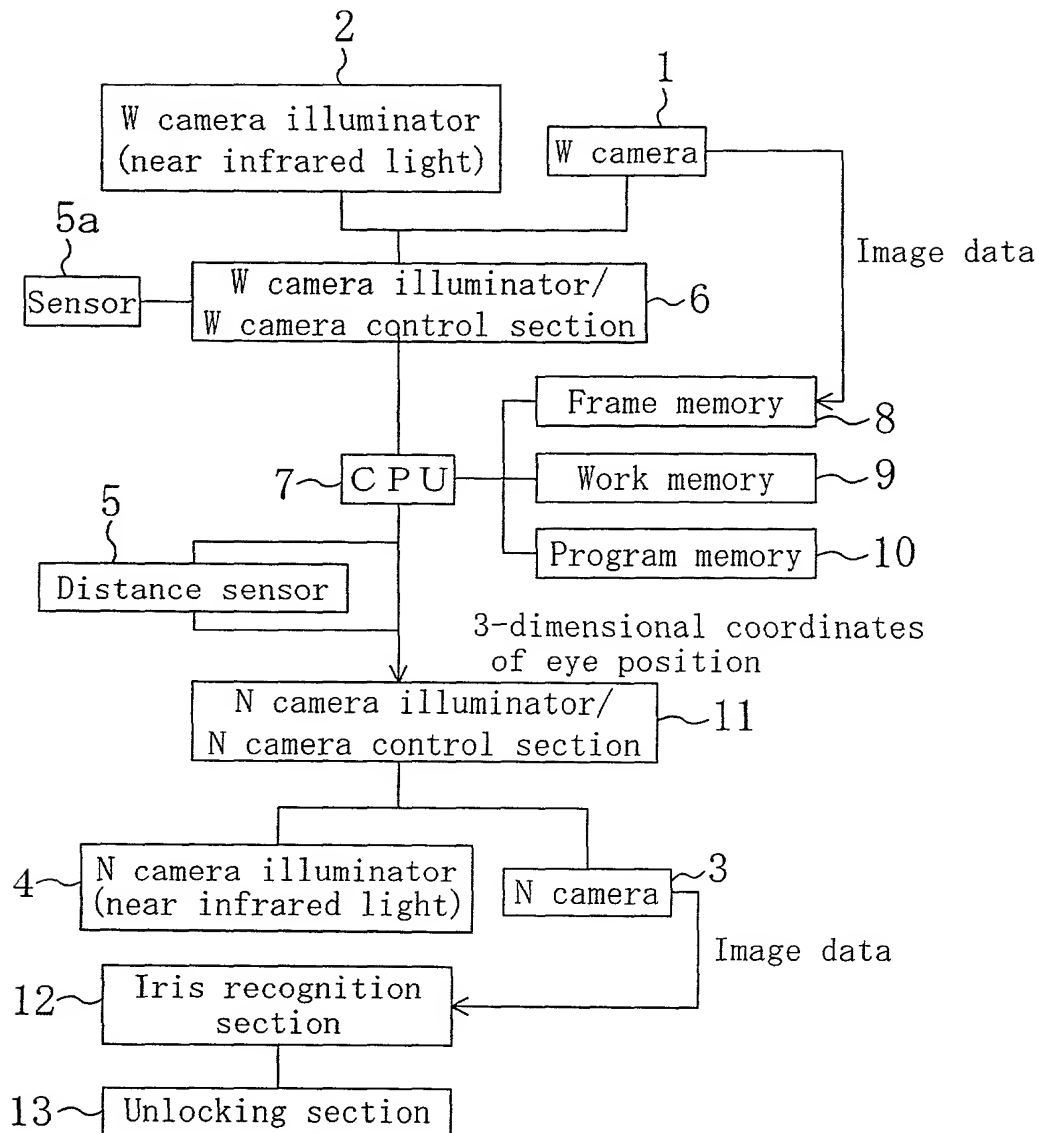 2
1
W camera illuminator
(near infrared light)
W camera
5a
Image data
Sensor
W camera illuminator/
W camera control section
6
Frame memory
8
7
CPU
Work memory
9
5
Program memory
10
Distance sensor
3-dimensional coordinates
of eye position
N camera illuminator/
N camera control section
11
4
N camera illuminator
(near infrared light)
N camera
3
Image data
12
Iris recognition
section
13
Unlocking section